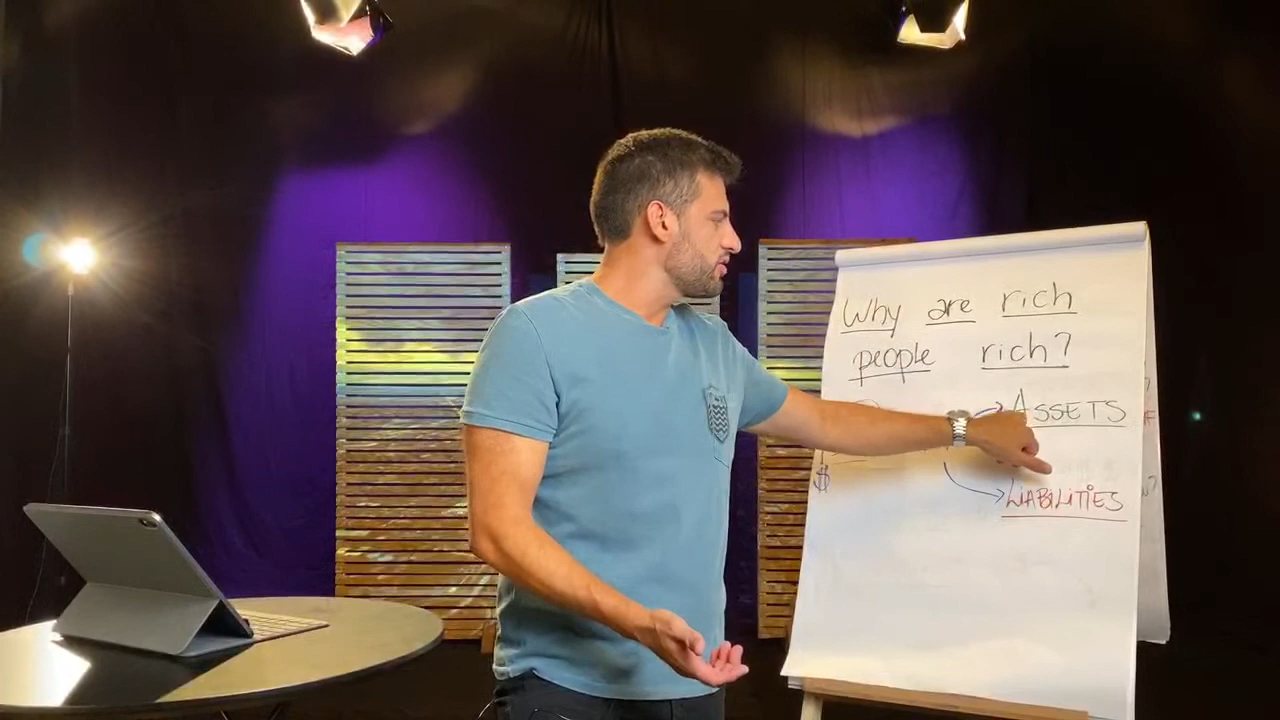 Why are rich
people rich?
ASSETS
$
LIABILITIES